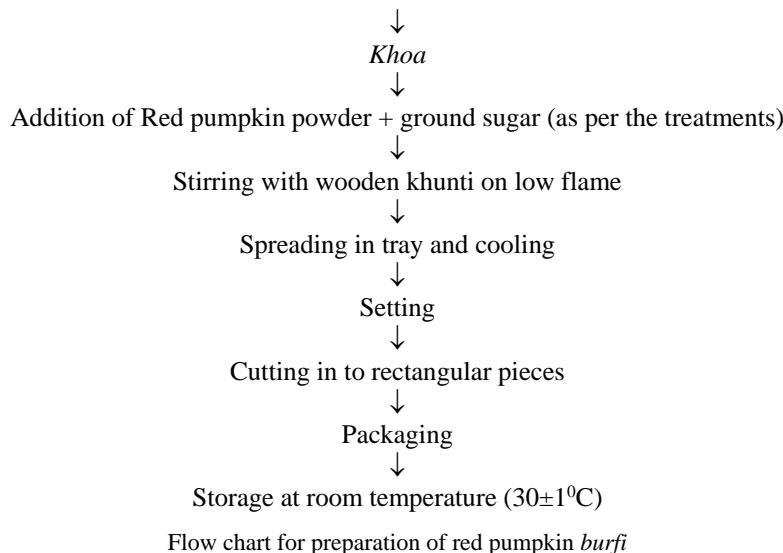 ↓
Khoa
↓
Addition of Red pumpkin powder + ground sugar (as per the treatments)
↓
Stirring with wooden khunti on low flame
↓
Spreading in tray and cooling
↓
Setting
↓
Cutting in to rectangular pieces
↓
Packaging
↓
Storage at room temperature (30±1⁰C)
Flow chart for preparation of red pumpkin burfi